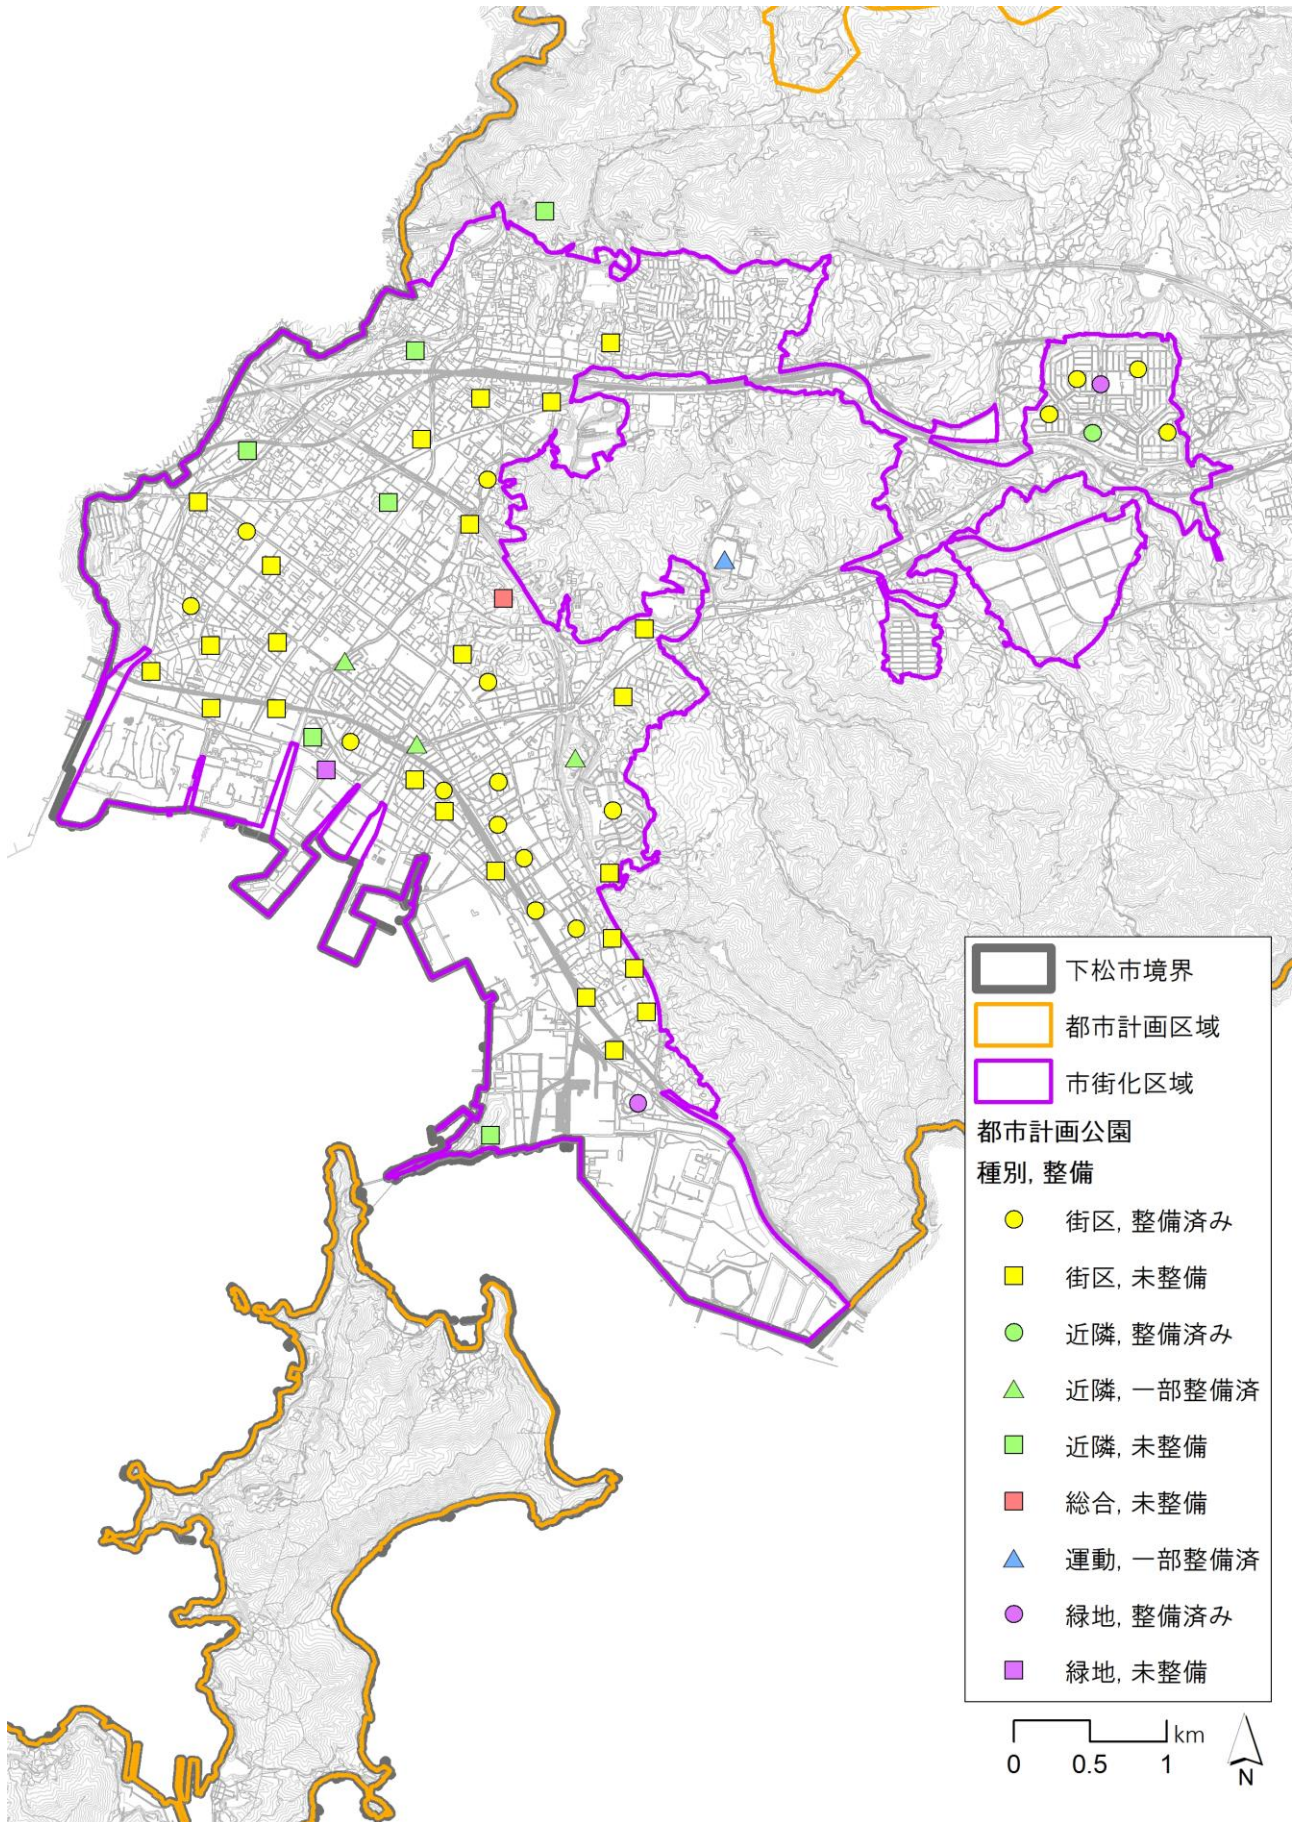 下松市境界
都市計画区域
市街化区域
都市計画公園
種別, 整備
街区, 整備済み
街区, 未整備
近隣, 整備済み
近隣, 一部整備済
近隣, 未整備
総合, 未整備
運動, 一部整備済
緑地, 整備済み
緑地, 未整備
km
0 0.5 1
N